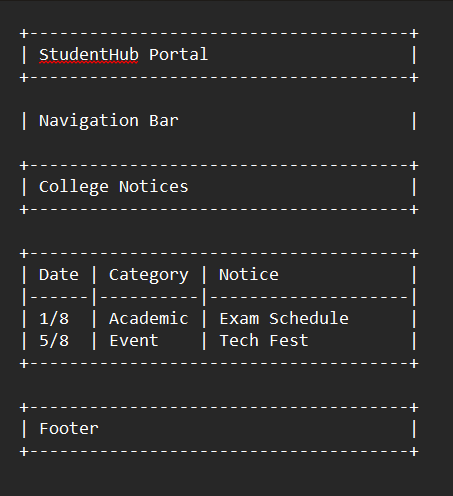 +--------------------------------------+
| StudentHub Portal                    |
+--------------------------------------+
| Navigation Bar                       |
+--------------------------------------+
| College Notices                      |
+--------------------------------------+
+--------------------------------------+
| Date | Category | Notice             |
|------|----------|--------------------|
| 1/8  | Academic | Exam Schedule      |
| 5/8  | Event    | Tech Fest          |
+--------------------------------------+
+--------------------------------------+
| Footer                               |
+--------------------------------------+